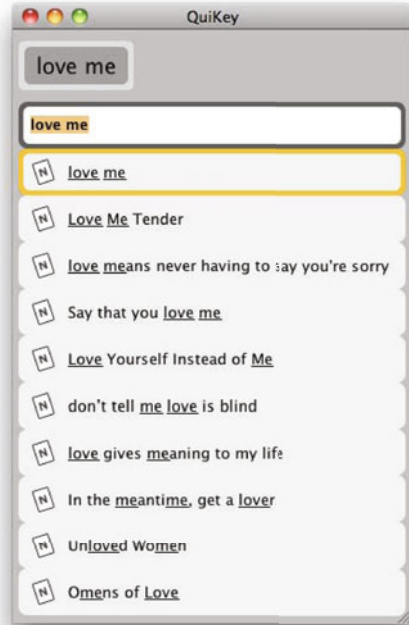 QuiKey
love me
love me
love me
Love Me Tender
love means never having to say you're sorry
Say that you love me
Love Yourself Instead of Me
don't tell me love is blind
love gives meaning to my life
In the meantime, get a lover
Unloved Women
Omens of Love